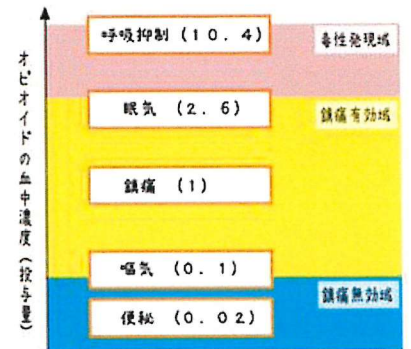 オピオイドの血中濃度(投与量)
呼吸抑制(10.4)
毒性発現域
眠気(2.6)
鎮痛有効域
鎮痛(1)
嘔気(0.1)
鎮痛無効域
便秘(0.02)